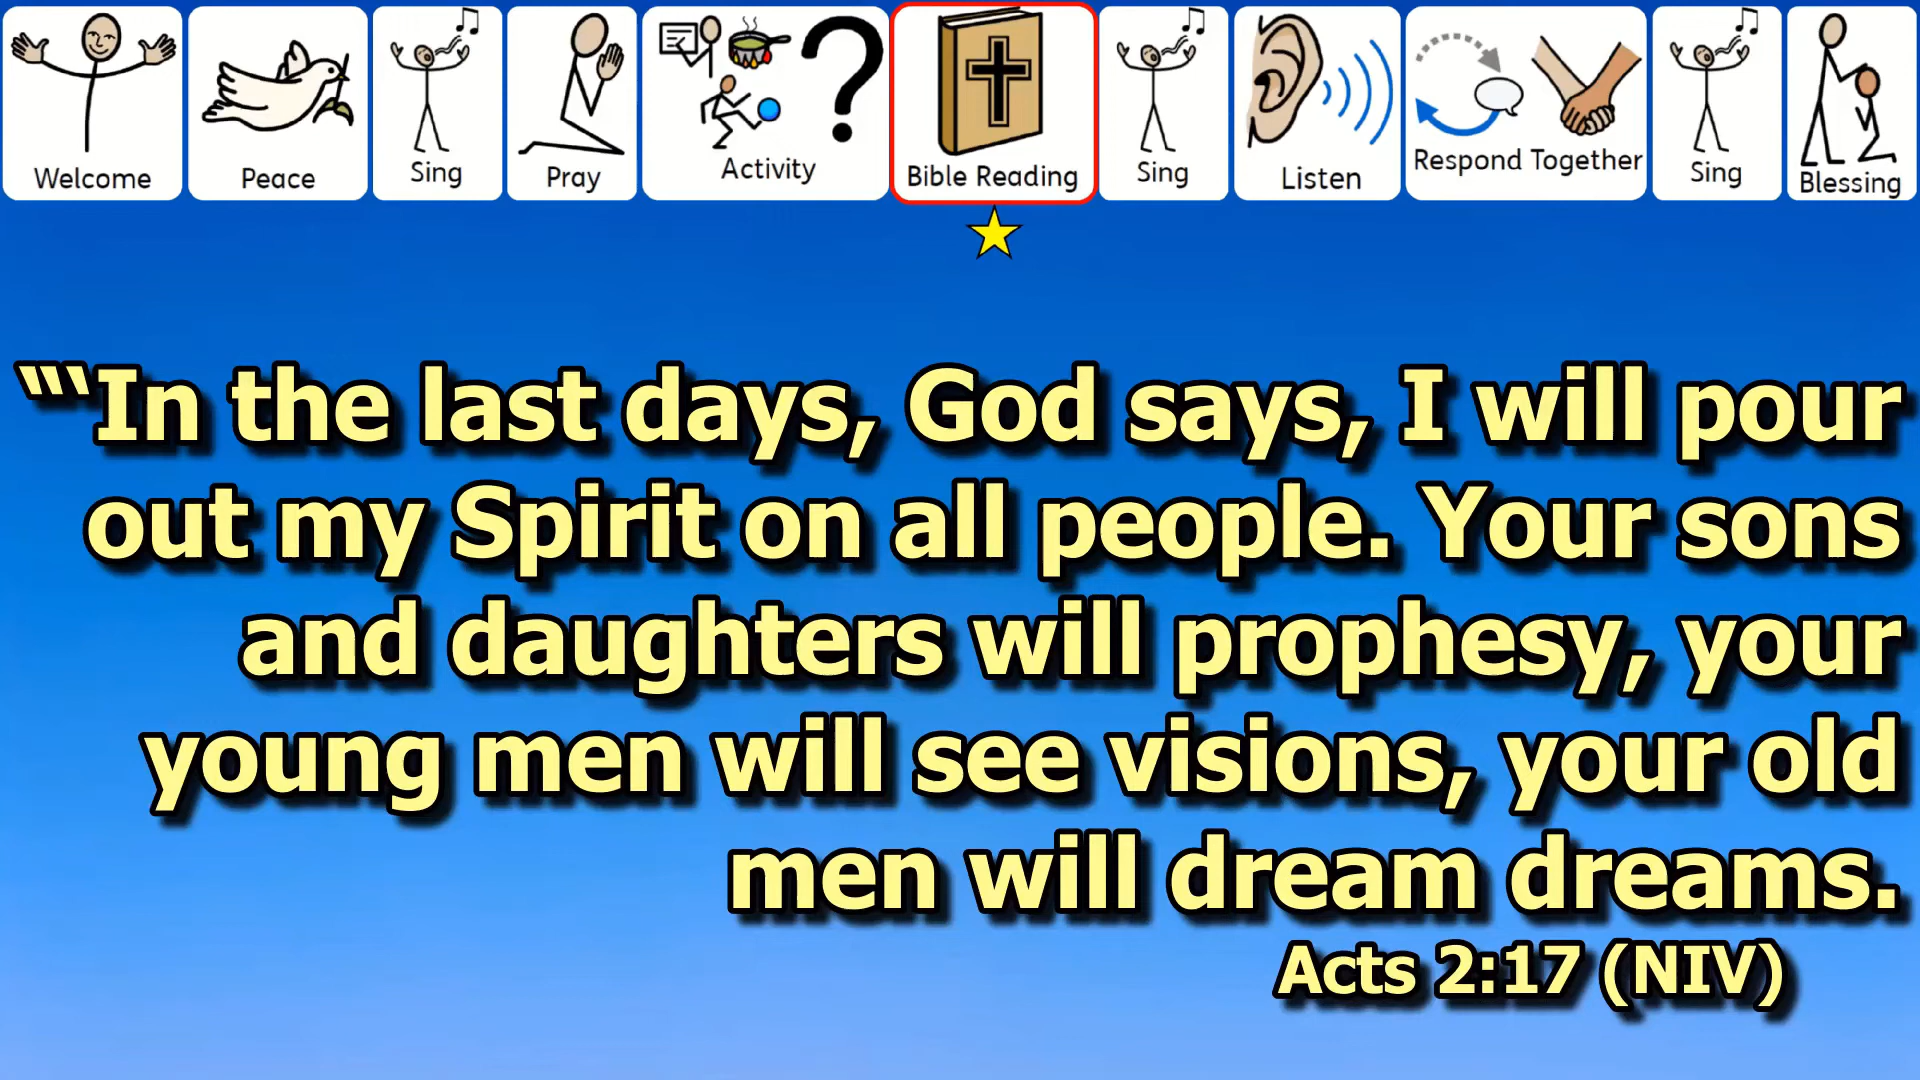 Welcome
Peace
Sing
Pray
Activity
Bible Reading
Sing
Listen
Respond Together
Sing
Blessing
“‘In the last days, God says, I will pour
out my Spirit on all people. Your sons
and daughters will prophesy, your
young men will see visions, your old
men will dream dreams.
Acts 2:17 (NIV)